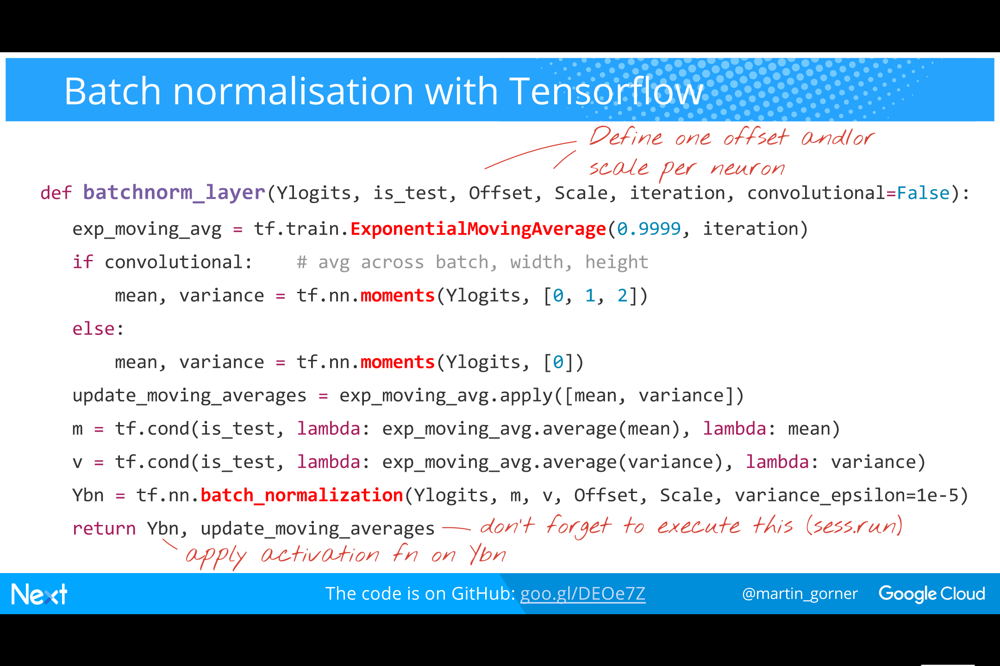 Batch normalisation with Tensorflow
Define one offset and/or
scale per neuron
def batchnorm_layer(Ylogits, is_test, Offset, Scale, iteration, convolutional=False):
exp_moving_avg = tf.train.ExponentialMovingAverage(0.9999, iteration)
if convolutional: # avg across batch, width, height
mean, variance = tf.nn.moments(Ylogits, [0, 1, 2])
else:
mean, variance = tf.nn.moments(Ylogits, [0])
update_moving_averages = exp_moving_avg.apply([mean, variance])
m = tf.cond(is_test, lambda: exp_moving_avg.average(mean), lambda: mean)
v = tf.cond(is_test, lambda: exp_moving_avg.average(variance), lambda: variance)
Ybn = tf.nn.batch_normalization(Ylogits, m, v, Offset, Scale, variance_epsilon=1e-5)
return Ybn, update_moving_averages
don't forget to execute this (sess.run)
apply activation fn on Ybn
Next
The code is on GitHub: goo.gl/DEOe7Z
@martin_gorner
Google Cloud